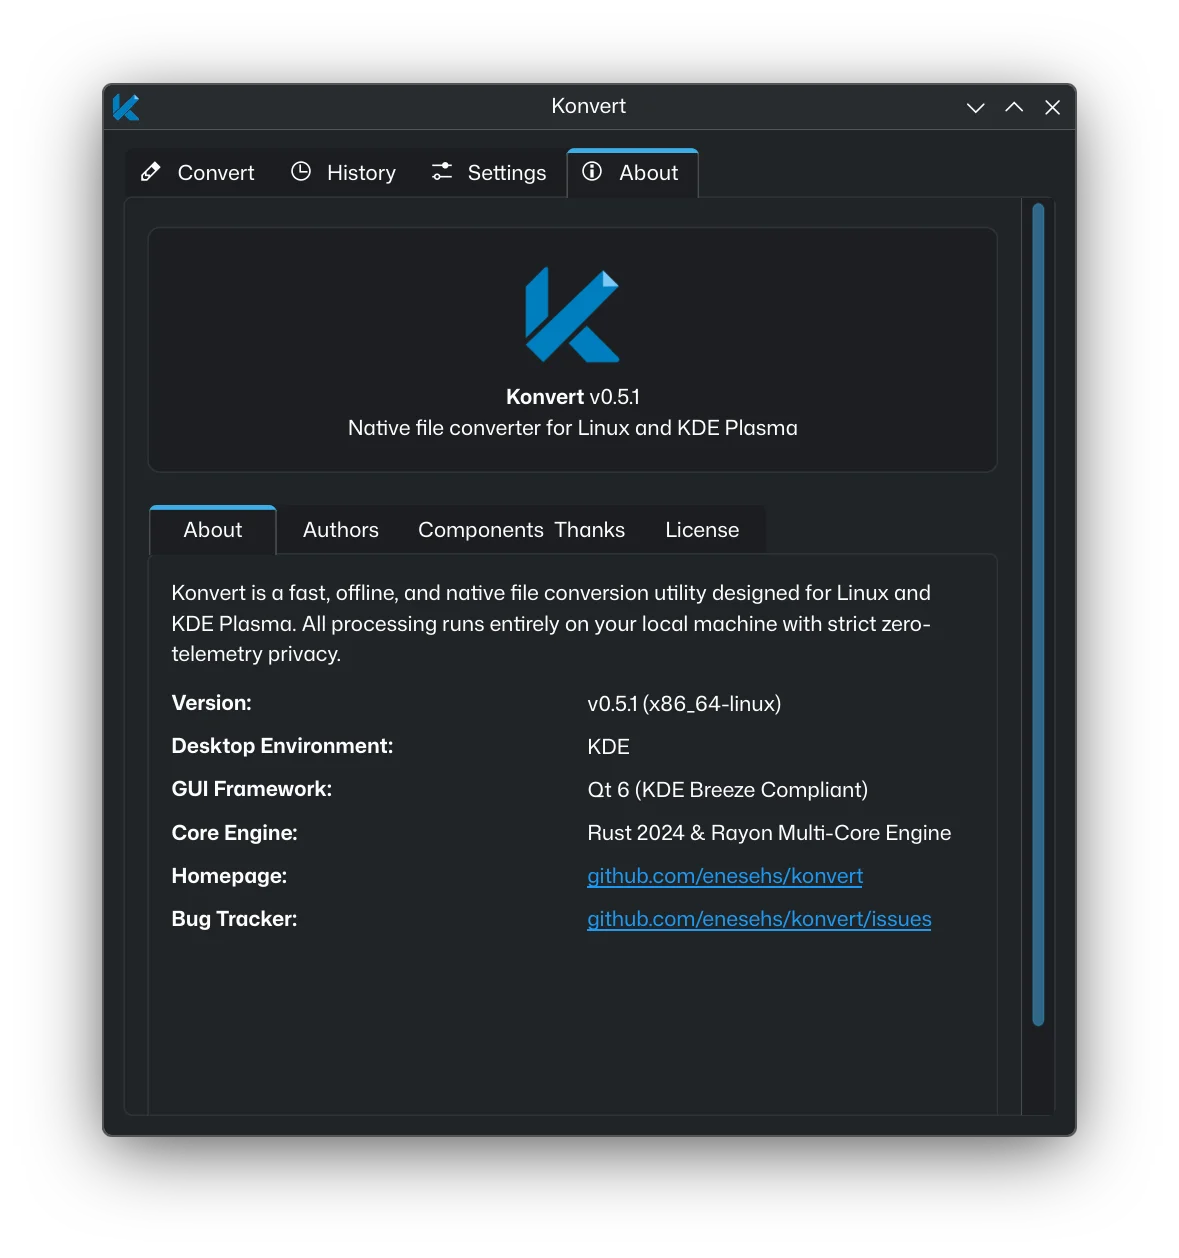 Konvert
Convert History Settings About
Konvert v0.5.1
Native file converter for Linux and KDE Plasma
About Authors Components Thanks License
Konvert is a fast, offline, and native file conversion utility designed for Linux and
KDE Plasma. All processing runs entirely on your local machine with strict zero-
telemetry privacy.
Version: v0.5.1 (x86_64-linux)
Desktop Environment: KDE
GUI Framework: Qt 6 (KDE Breeze Compliant)
Core Engine: Rust 2024 & Rayon Multi-Core Engine
Homepage: github.com/enesehs/konvert
Bug Tracker: github.com/enesehs/konvert/issues